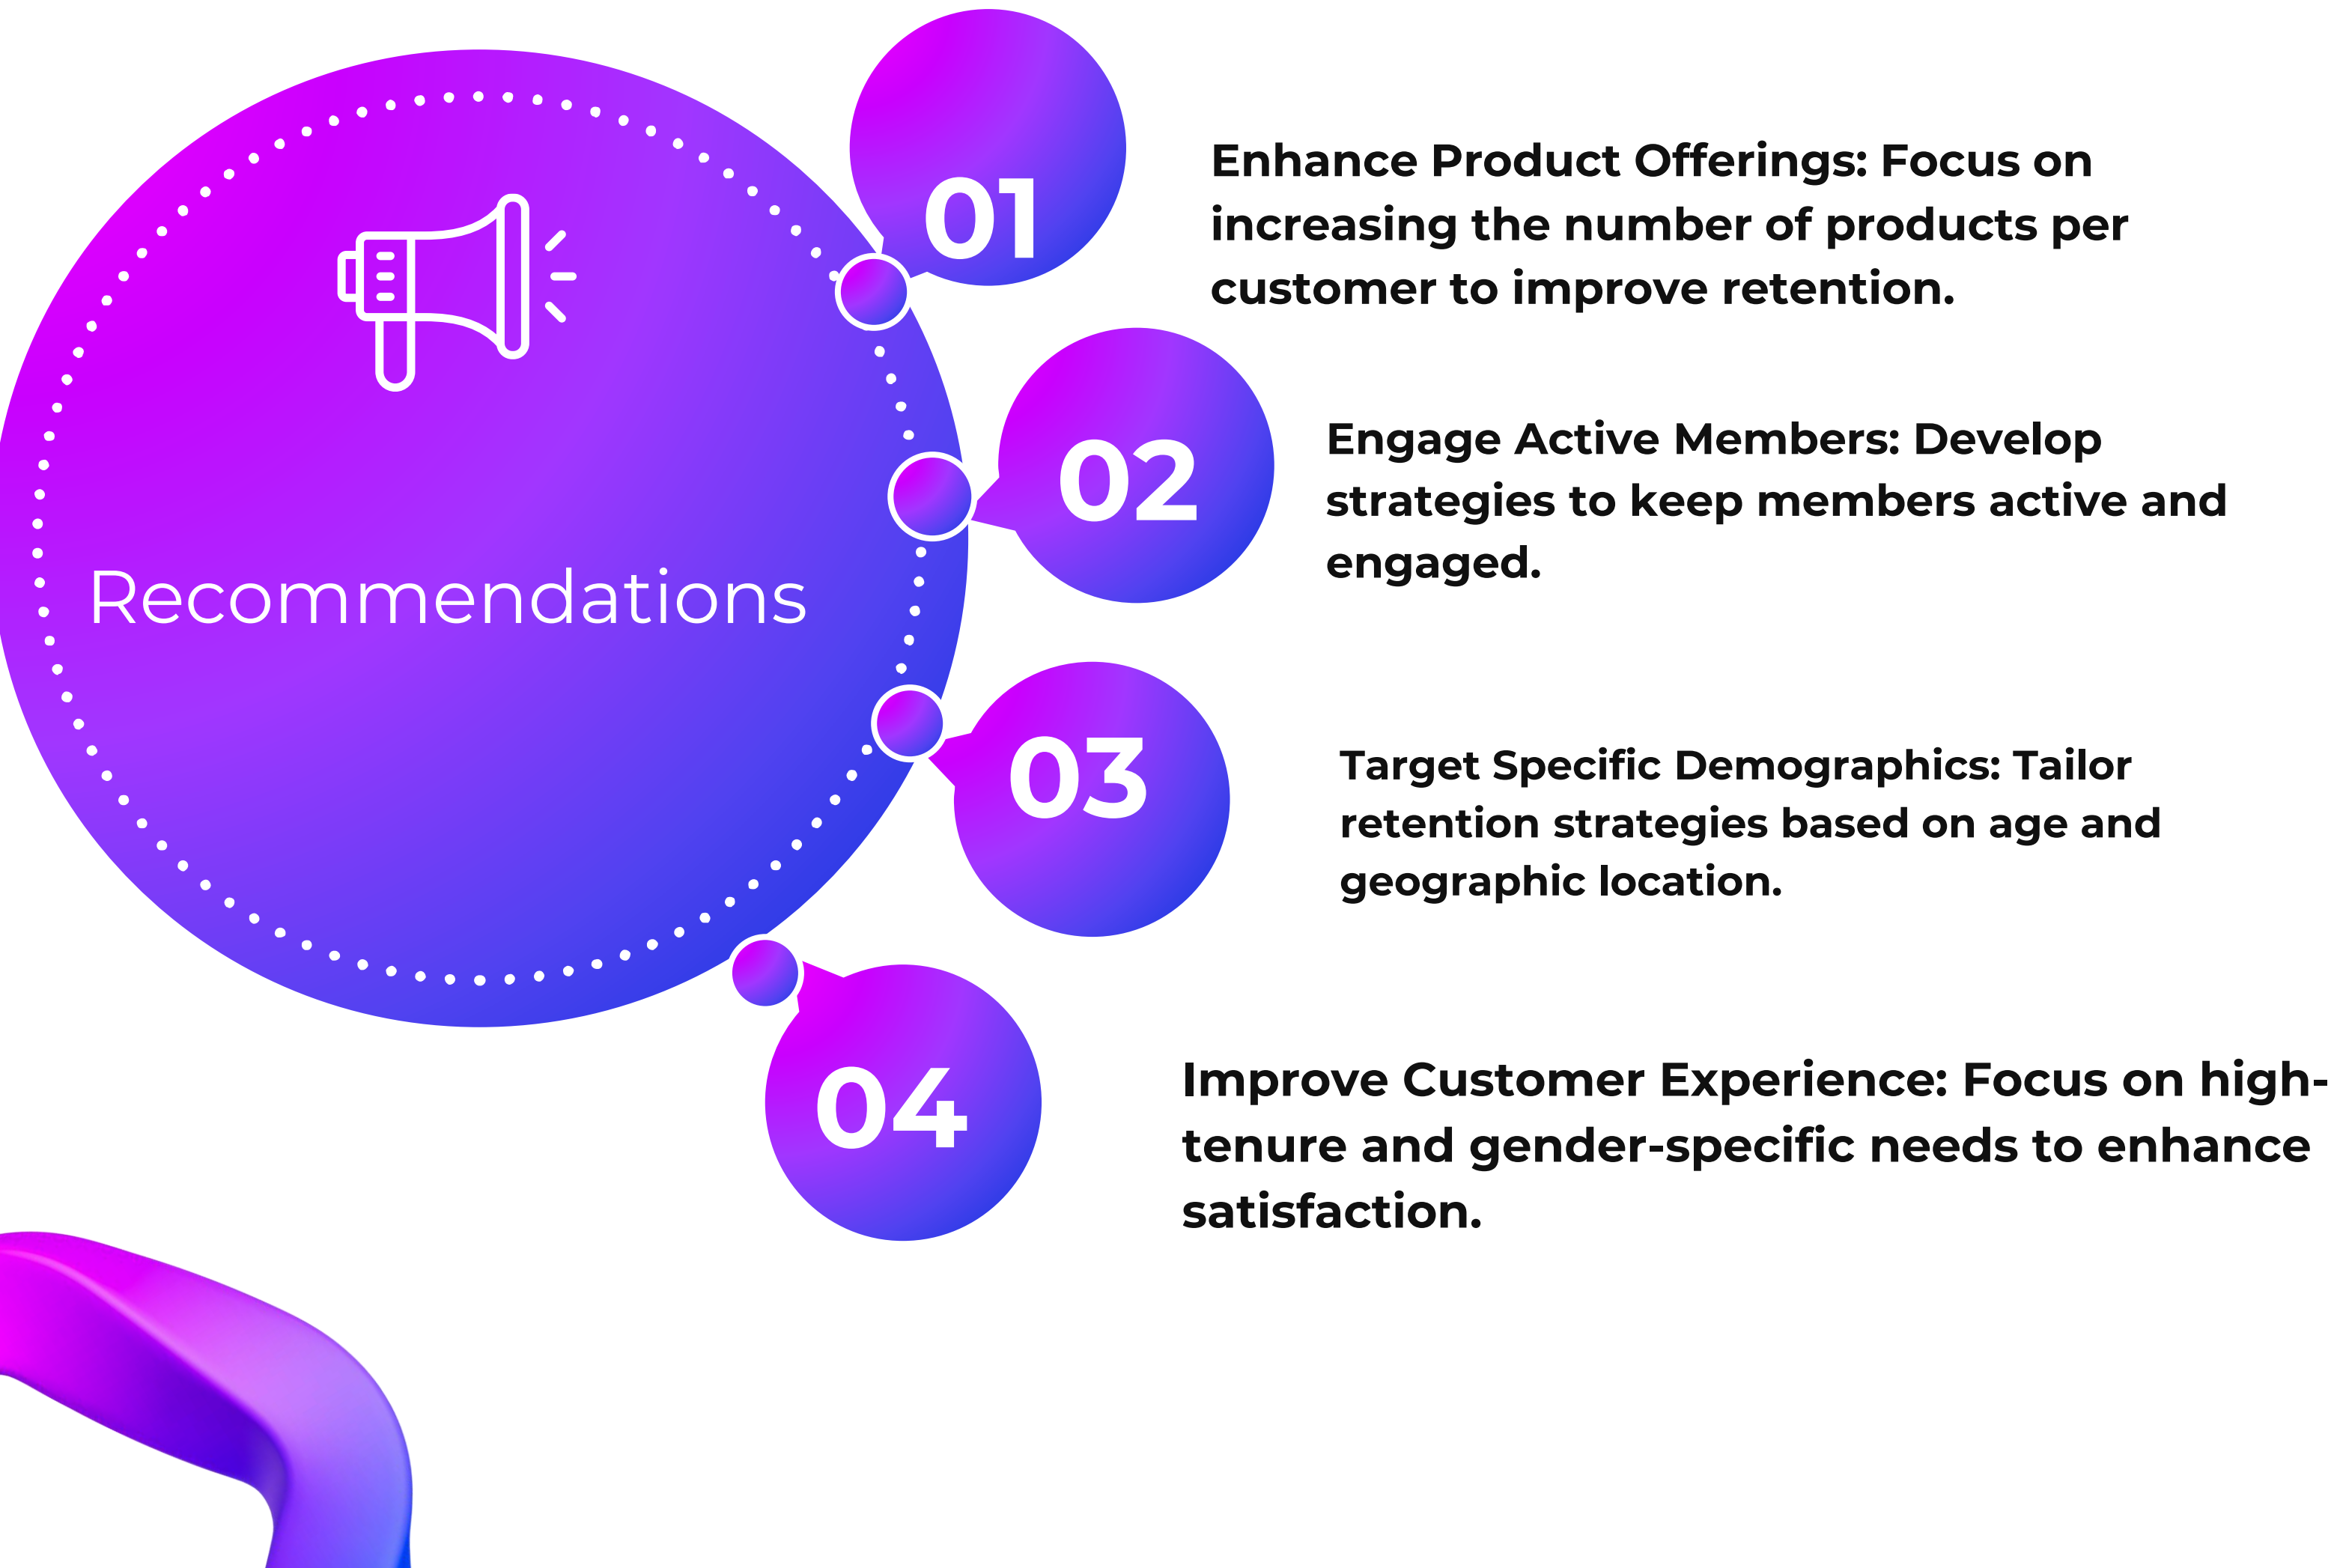 Recommendations
01
Enhance Product Offerings: Focus on
increasing the number of products per
customer to improve retention.
02
Engage Active Members: Develop
strategies to keep members active and
engaged.
03
Target Specific Demographics: Tailor
retention strategies based on age and
geographic location.
04
Improve Customer Experience: Focus on high-
tenure and gender-specific needs to enhance
satisfaction.